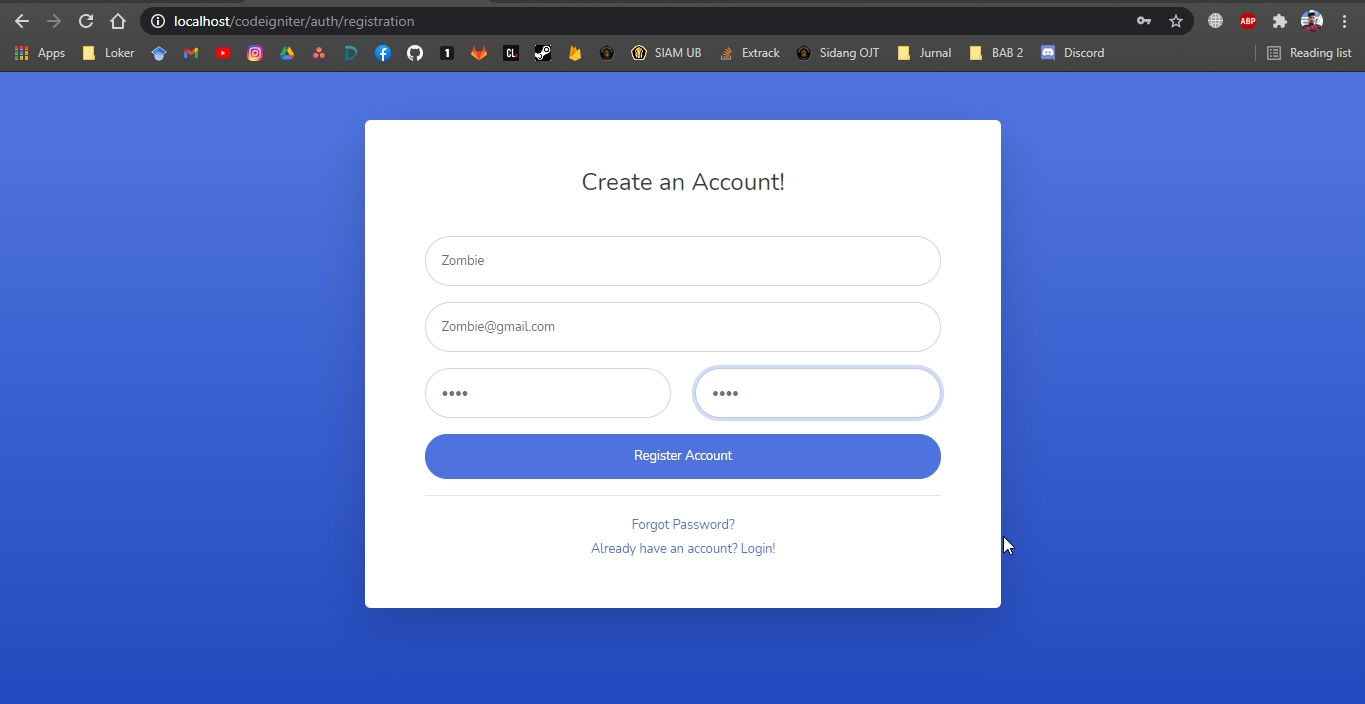 localhost/codeigniter/auth/registration
ABP
Apps Loker 1 CL SIAM UB Extrack Sidang OJT Jurnal BAB 2 Discord Reading list
Create an Account!
Zombie
Zombie@gmail.com
•••• ••••
Register Account
Forgot Password?
Already have an account? Login!